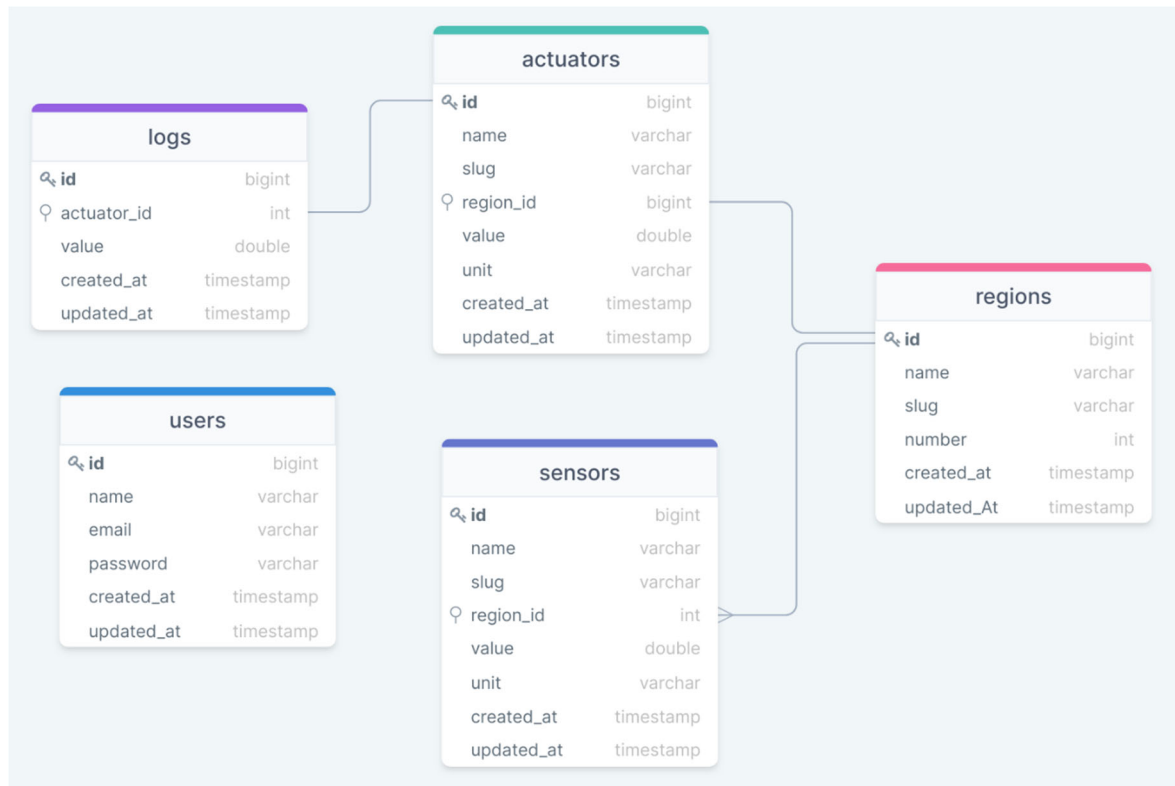 actuators
id bigint
name varchar
slug varchar
region_id bigint
value double
unit varchar
created_at timestamp
updated_at timestamp
logs
id bigint
actuator_id int
value double
created_at timestamp
updated_at timestamp
regions
id bigint
name varchar
slug varchar
number int
created_at timestamp
updated_At timestamp
users
id bigint
name varchar
email varchar
password varchar
created_at timestamp
updated_at timestamp
sensors
id bigint
name varchar
slug varchar
region_id int
value double
unit varchar
created_at timestamp
updated_at timestamp